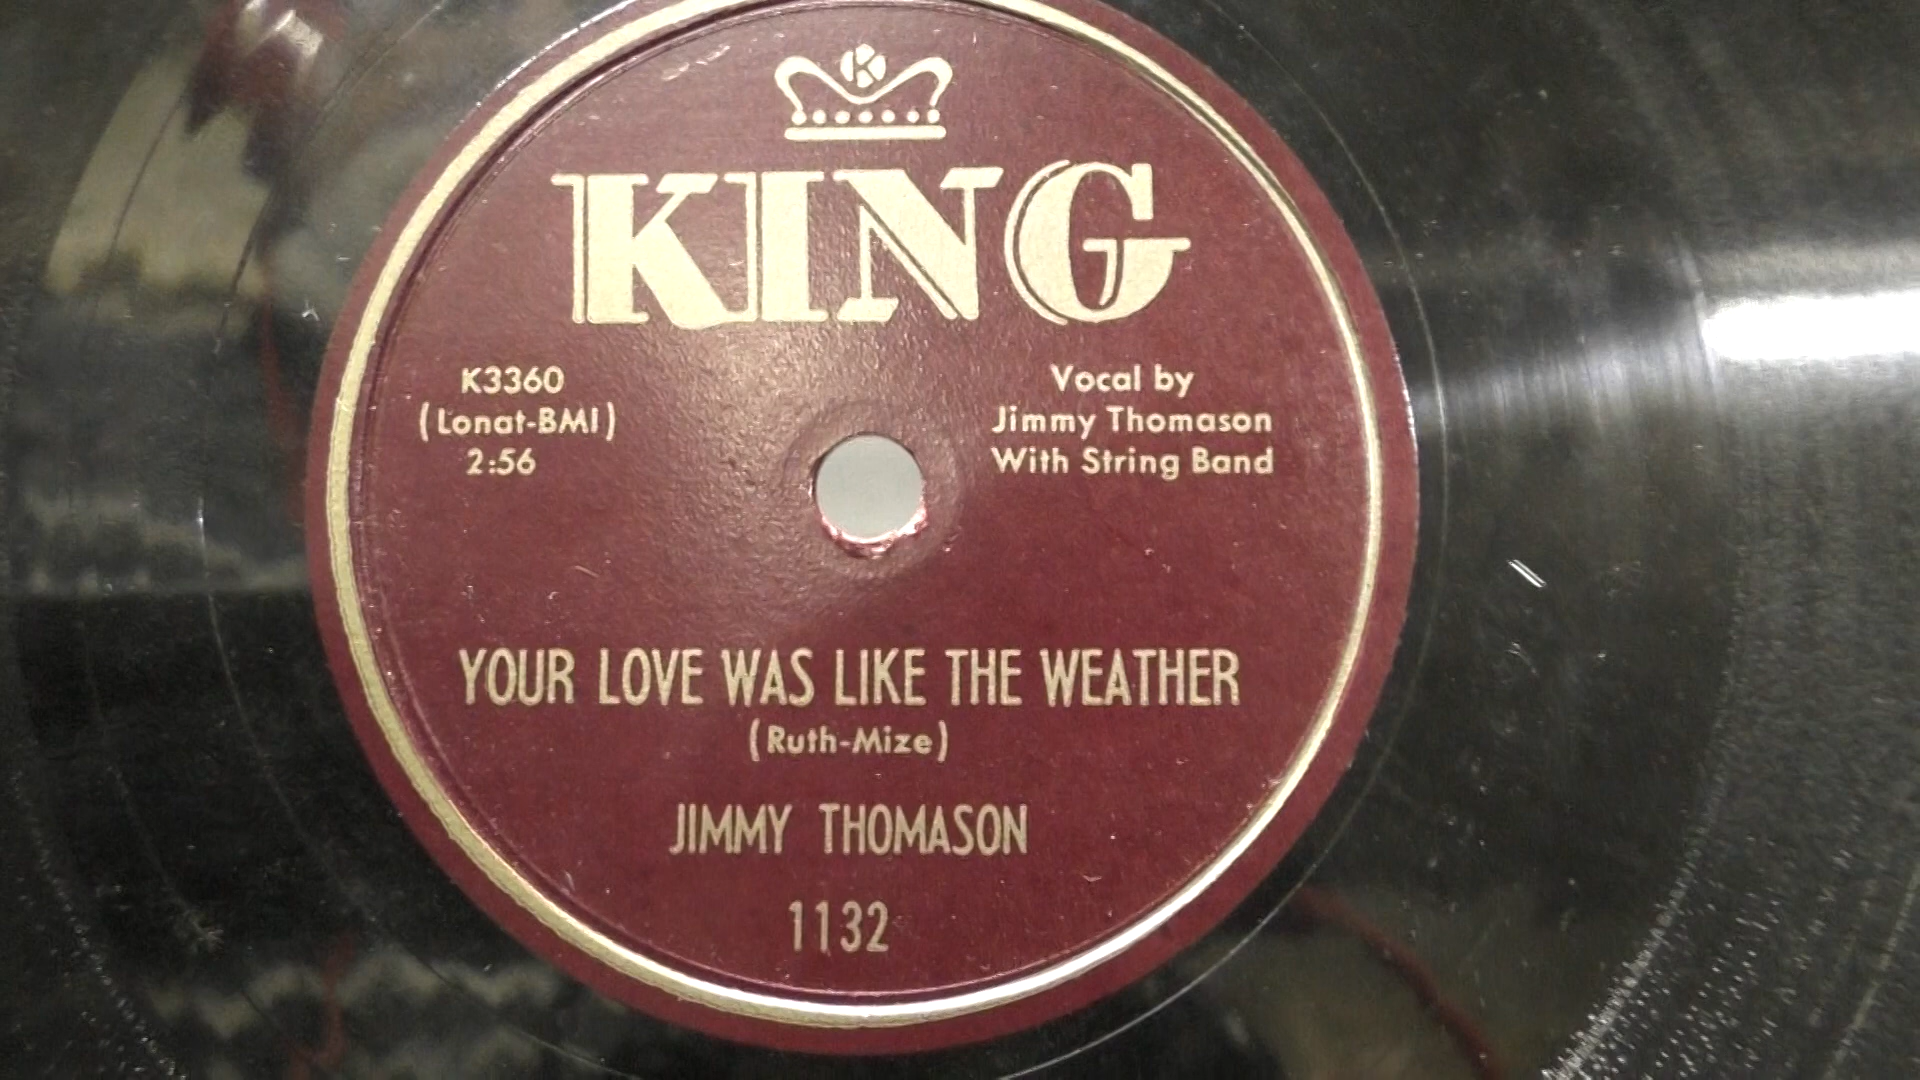 K
KING
K3360
(Lonat-BMI)
2:56
Vocal by
Jimmy Thomason
With String Band
YOUR LOVE WAS LIKE THE WEATHER
(Ruth-Mize)
JIMMY THOMASON
1132